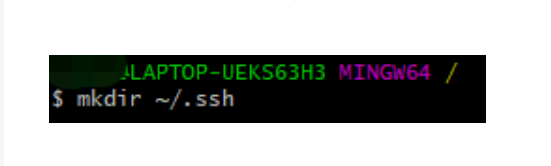 @LAPTOP-UEKS63H3 MINGW64 /
$ mkdir ~/.ssh